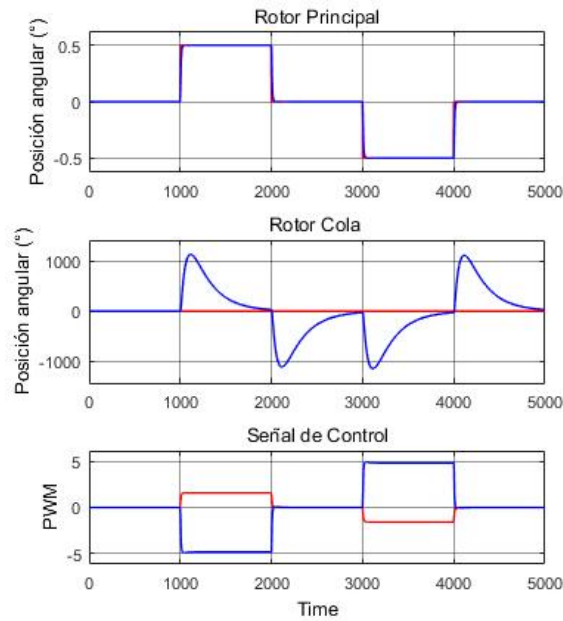 Rotor Principal
Posición angular (°)
0.5
0
-0.5
0 1000 2000 3000 4000 5000
Rotor Cola
Posición angular (°)
1000
0
-1000
0 1000 2000 3000 4000 5000
Señal de Control
PWM
5
0
-5
0 1000 2000 3000 4000 5000
Time